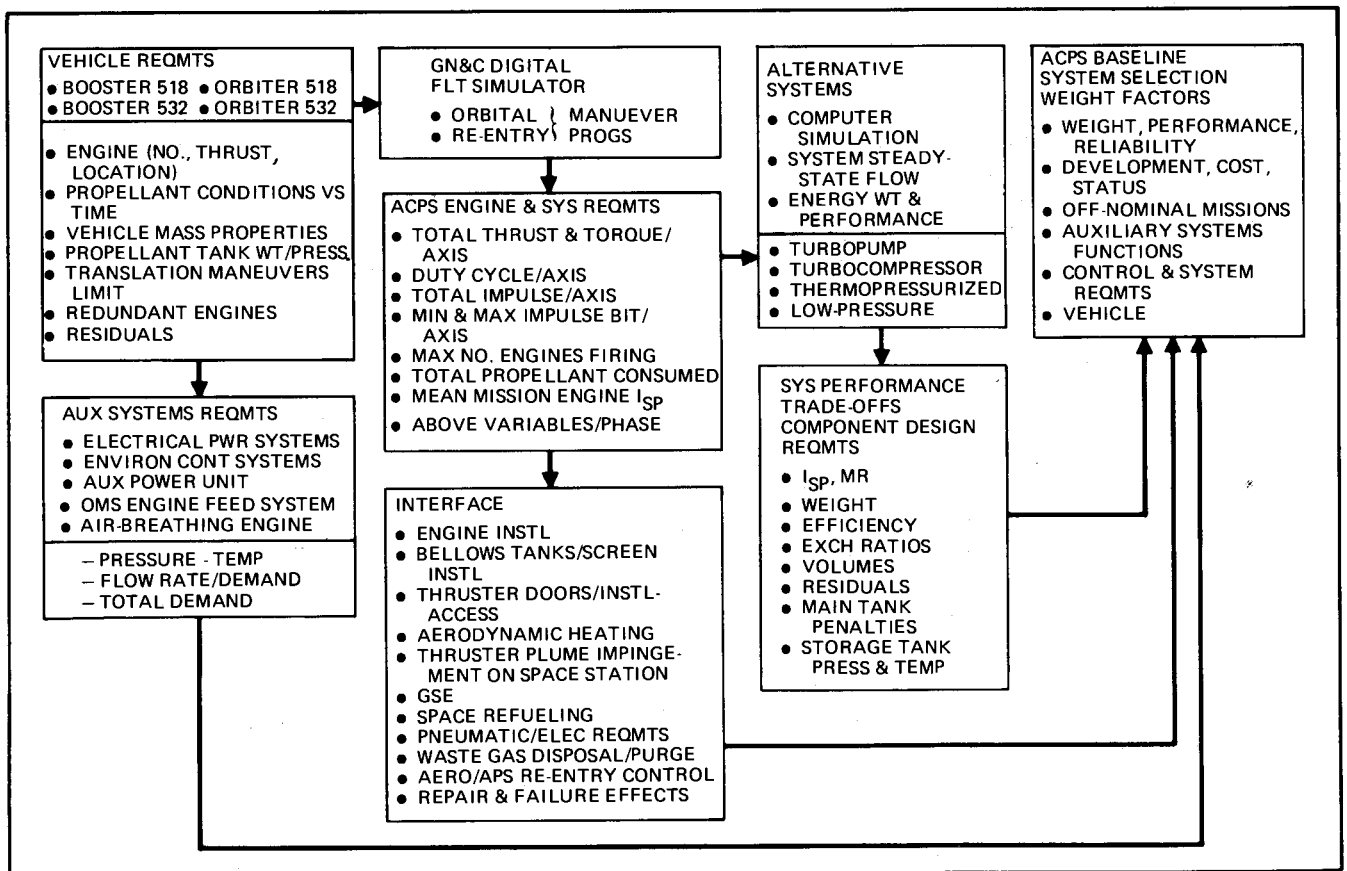 VEHICLE REQMTS
● BOOSTER 518 ● ORBITER 518
● BOOSTER 532 ● ORBITER 532
● ENGINE (NO., THRUST,
LOCATION)
● PROPELLANT CONDITIONS VS
TIME
● VEHICLE MASS PROPERTIES
● PROPELLANT TANK WT/PRESS.
● TRANSLATION MANEUVERS
LIMIT
● REDUNDANT ENGINES
● RESIDUALS
AUX SYSTEMS REQMTS
● ELECTRICAL PWR SYSTEMS
● ENVIRON CONT SYSTEMS
● AUX POWER UNIT
● OMS ENGINE FEED SYSTEM
● AIR-BREATHING ENGINE
– PRESSURE - TEMP
– FLOW RATE/DEMAND
– TOTAL DEMAND
GN&C DIGITAL
FLT SIMULATOR
● ORBITAL } MANUEVER
● RE-ENTRY } PROGS
ACPS ENGINE & SYS REQMTS
● TOTAL THRUST & TORQUE/
AXIS
● DUTY CYCLE/AXIS
● TOTAL IMPULSE/AXIS
● MIN & MAX IMPULSE BIT/
AXIS
● MAX NO. ENGINES FIRING
● TOTAL PROPELLANT CONSUMED
● MEAN MISSION ENGINE ISP
● ABOVE VARIABLES/PHASE
INTERFACE
● ENGINE INSTL
● BELLOWS TANKS/SCREEN
INSTL
● THRUSTER DOORS/INSTL-
ACCESS
● AERODYNAMIC HEATING
● THRUSTER PLUME IMPINGE-
MENT ON SPACE STATION
● GSE
● SPACE REFUELING
● PNEUMATIC/ELEC REQMTS
● WASTE GAS DISPOSAL/PURGE
● AERO/APS RE-ENTRY CONTROL
● REPAIR & FAILURE EFFECTS
ALTERNATIVE
SYSTEMS
● COMPUTER
SIMULATION
● SYSTEM STEADY-
STATE FLOW
● ENERGY WT &
PERFORMANCE
● TURBOPUMP
● TURBOCOMPRESSOR
● THERMOPRESSURIZED
● LOW-PRESSURE
SYS PERFORMANCE
TRADE-OFFS
COMPONENT DESIGN
REQMTS
● ISP, MR
● WEIGHT
● EFFICIENCY
● EXCH RATIOS
● VOLUMES
● RESIDUALS
● MAIN TANK
PENALTIES
● STORAGE TANK
PRESS & TEMP
ACPS BASELINE
SYSTEM SELECTION
WEIGHT FACTORS
● WEIGHT, PERFORMANCE,
RELIABILITY
● DEVELOPMENT, COST,
STATUS
● OFF-NOMINAL MISSIONS
● AUXILIARY SYSTEMS
FUNCTIONS
● CONTROL & SYSTEM
REQMTS
● VEHICLE